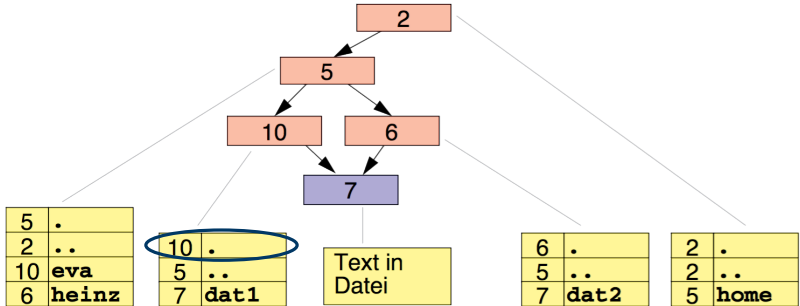 2
5
10
6
7
5 .
2 ..
10 eva
6 heinz
10 .
5 ..
7 dat1
Text in
Datei
6 .
5 ..
7 dat2
2 .
2 ..
5 home